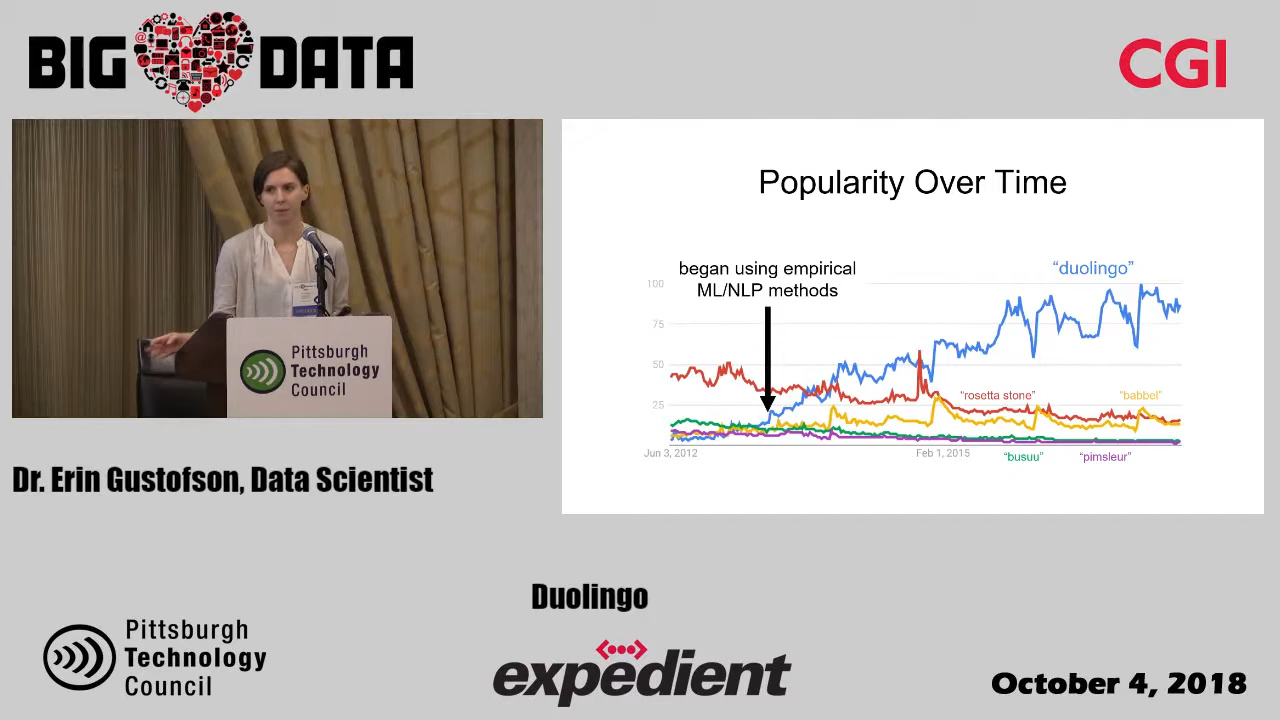 BIG DATA
CGI
Pittsburgh
Technology
Council
Popularity Over Time
began using empirical
ML/NLP methods
“duolingo”
100
75
50
25
“rosetta stone”
“babbel”
Jun 3, 2012
Feb 1, 2015
“busuu”
“pimsleur”
Dr. Erin Gustofson, Data Scientist
Duolingo
Pittsburgh
Technology
Council
expedient
October 4, 2018